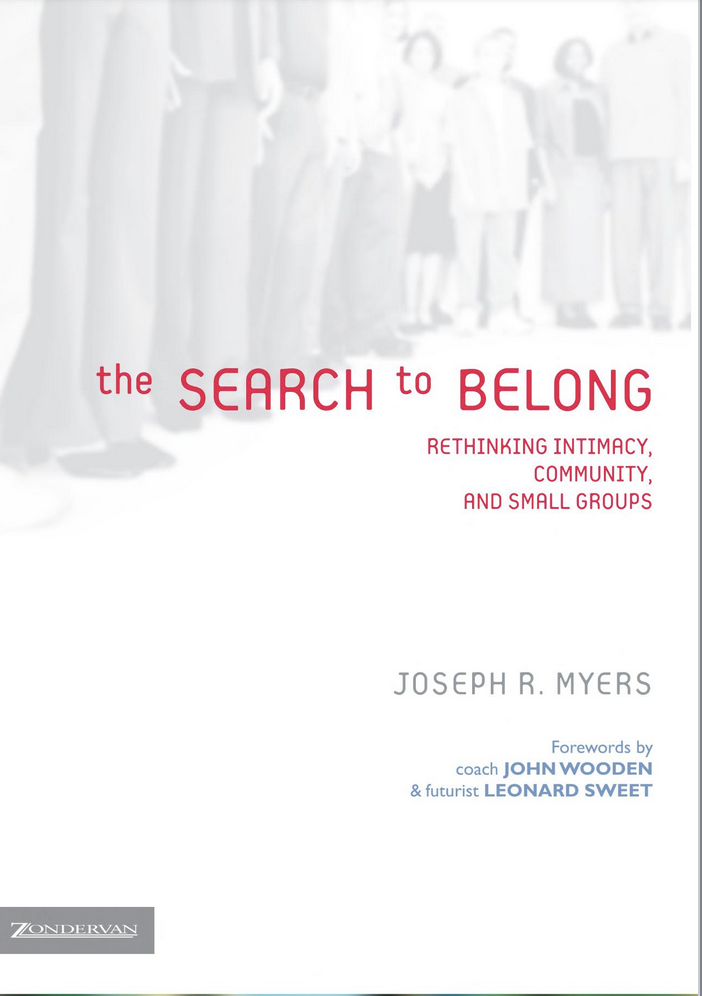 the SEARCH to BELONG
RETHINKING INTIMACY,
COMMUNITY,
AND SMALL GROUPS
JOSEPH R. MYERS
Forewords by
coach JOHN WOODEN
& futurist LEONARD SWEET
ZONDERVAN